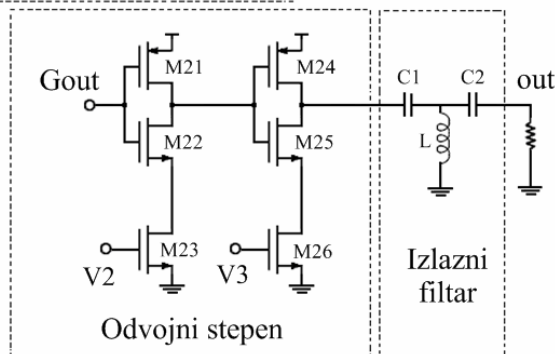 M21
M24
Gout
C1
C2
out
M22
M25
L
M23
M26
V2
V3
Izlazni
filtar
Odvojni stepen